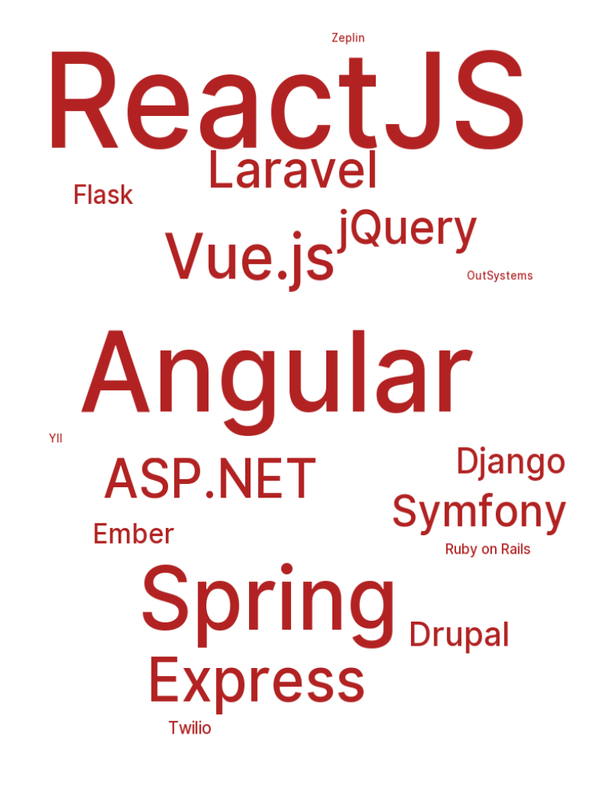 Zeplin
ReactJS
Laravel
Flask
jQuery
Vue.js
OutSystems
Angular
YII
Django
ASP.NET
Symfony
Ember
Ruby on Rails
Spring
Drupal
Express
Twilio